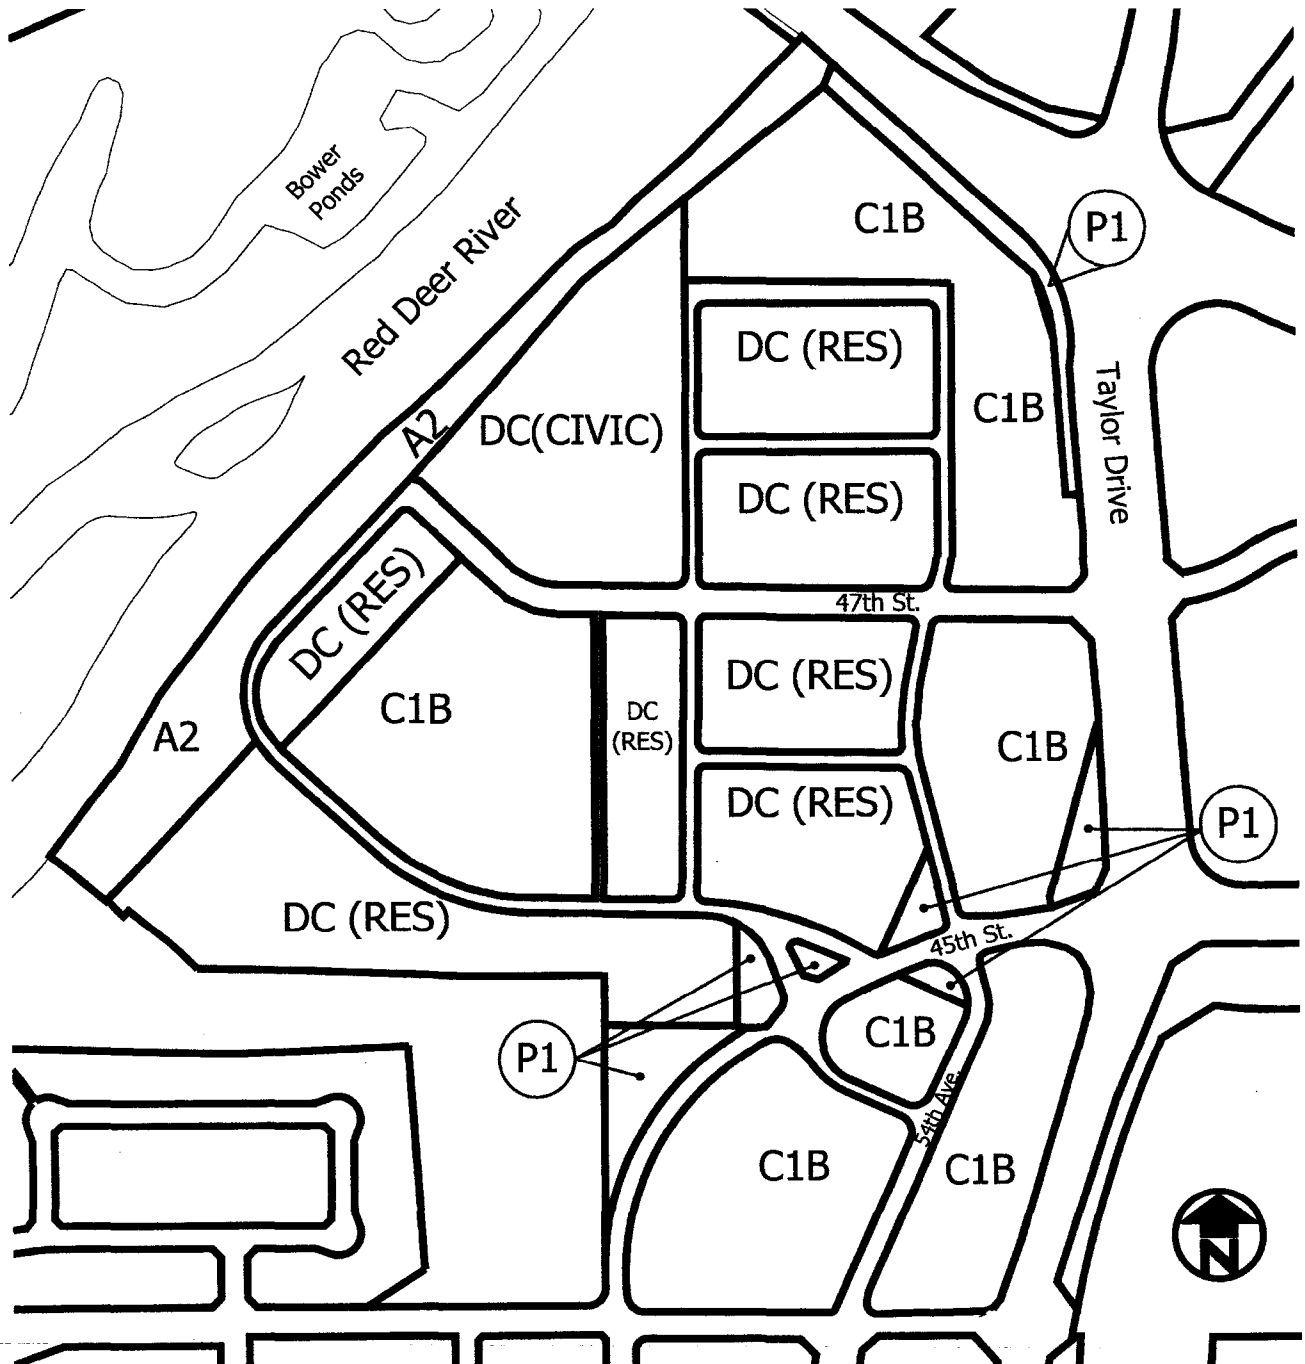 Bower
Ponds
Red Deer River
C1B
P1
DC (RES)
Taylor Drive
C1B
A2
DC(CIVIC)
DC (RES)
DC (RES)
47th St.
DC (RES)
C1B
DC
(RES)
A2
C1B
DC (RES)
P1
DC (RES)
45th St.
C1B
P1
54th Ave.
C1B
C1B
N